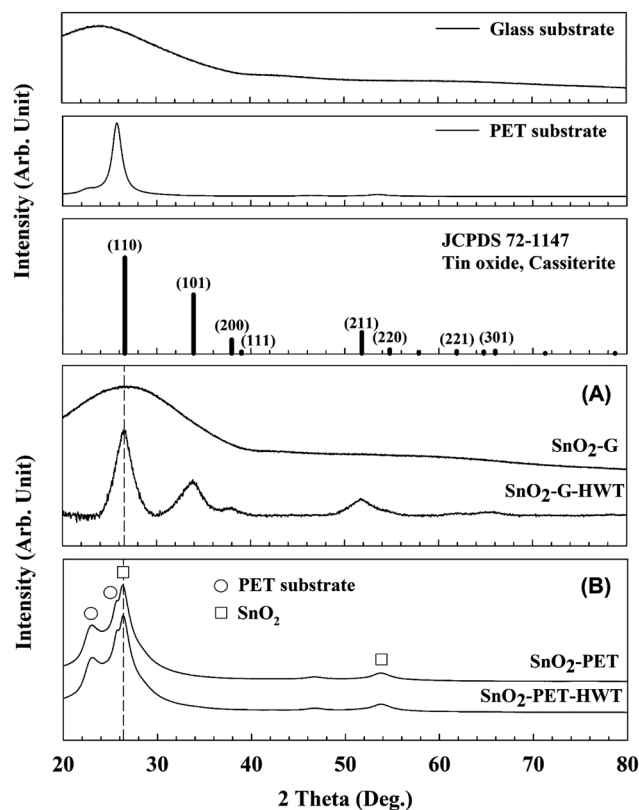 Glass substrate
PET substrate
Intensity (Arb. Unit)
JCPDS 72-1147
Tin oxide, Cassiterite
(110)
(101)
(200)
(111)
(211)
(220)
(221)
(301)
(A)
SnO2-G
SnO2-G-HWT
Intensity (Arb. Unit)
(B)
PET substrate
SnO2
SnO2-PET
SnO2-PET-HWT
20 30 40 50 60 70 80
2 Theta (Deg.)